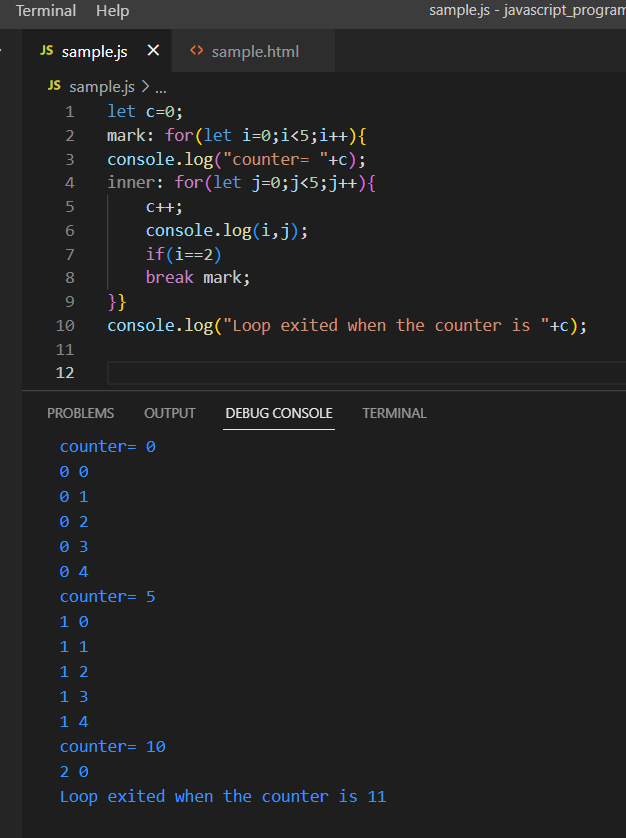 Terminal Help sample.js - javascript_program
JS sample.js × <> sample.html
JS sample.js > ...
1 let c=0;
2 mark: for(let i=0;i<5;i++){
3 console.log("counter= "+c);
4 inner: for(let j=0;j<5;j++){
5 c++;
6 console.log(i,j);
7 if(i==2)
8 break mark;
9 }}
10 console.log("Loop exited when the counter is "+c);
11
12
PROBLEMS OUTPUT DEBUG CONSOLE TERMINAL
counter= 0
0 0
0 1
0 2
0 3
0 4
counter= 5
1 0
1 1
1 2
1 3
1 4
counter= 10
2 0
Loop exited when the counter is 11